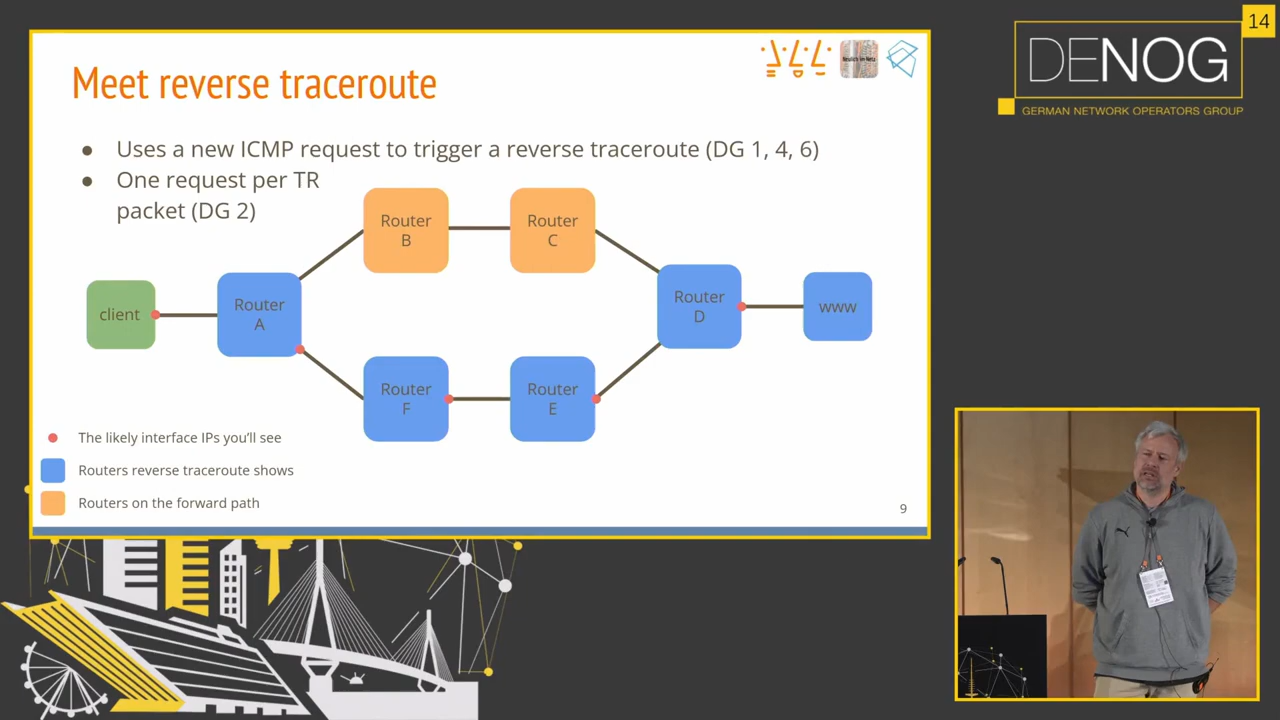 14
DENOG
GERMAN NETWORK OPERATORS GROUP
Meet reverse traceroute
● Uses a new ICMP request to trigger a reverse traceroute (DG 1, 4, 6)
● One request per TR
packet (DG 2)
Router
B
Router
C
client
Router
A
Router
D
www
Router
F
Router
E
The likely interface IPs you'll see
Routers reverse traceroute shows
Routers on the forward path
9